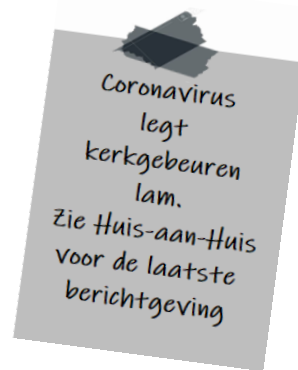 Coronavirus
legt
kerkgebeuren
lam.
Zie Huis-aan-Huis
voor de laatste
berichtgeving